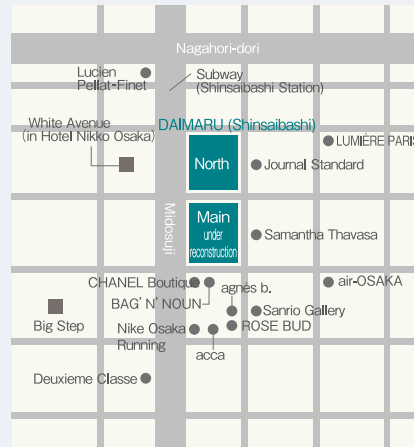 Nagahori-dori
Lucien
Pellat-Finet
Subway
(Shinsaibashi Station)
White Avenue
(in Hotel Nikko Osaka)
DAIMARU (Shinsaibashi)
LUMIÈRE PARIS
North
Journal Standard
Midosuji
Main
under
reconstruction
Samantha Thavasa
CHANEL Boutique
agnés b.
air-OSAKA
BAG' N' NOUN
Big Step
Nike Osaka
Running
acca
Sanrio Gallery
ROSE BUD
Deuxieme Classe